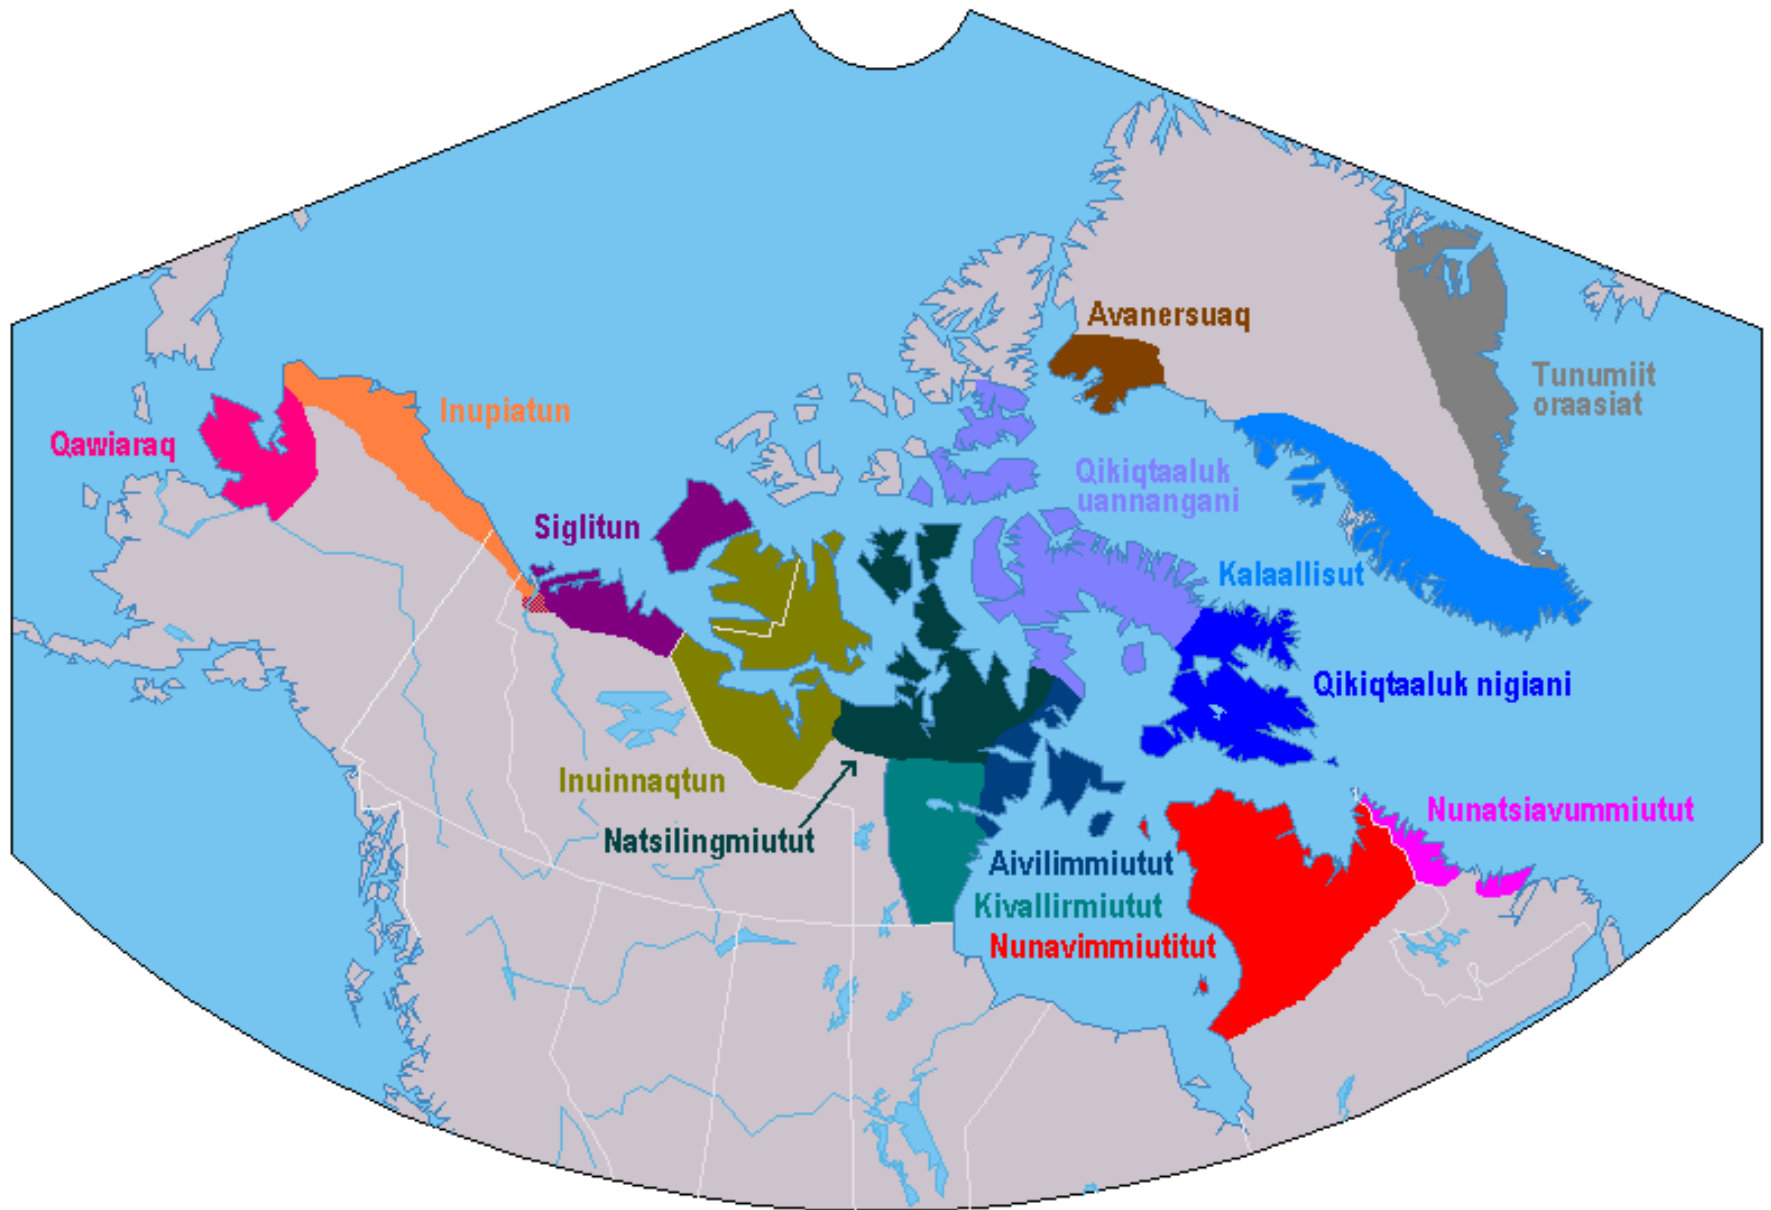 Avanersuaq
Tunumiit
oraasiat
Inupiatun
Qawiaraq
Qikiqtaaluk
uannangani
Siglitun
Kalaallisut
Qikiqtaaluk nigiani
Inuinnaqtun
Nunatsiavummiutut
Natsilingmiutut
Aivilimmiutut
Kivallirmiutut
Nunavimmiutitut